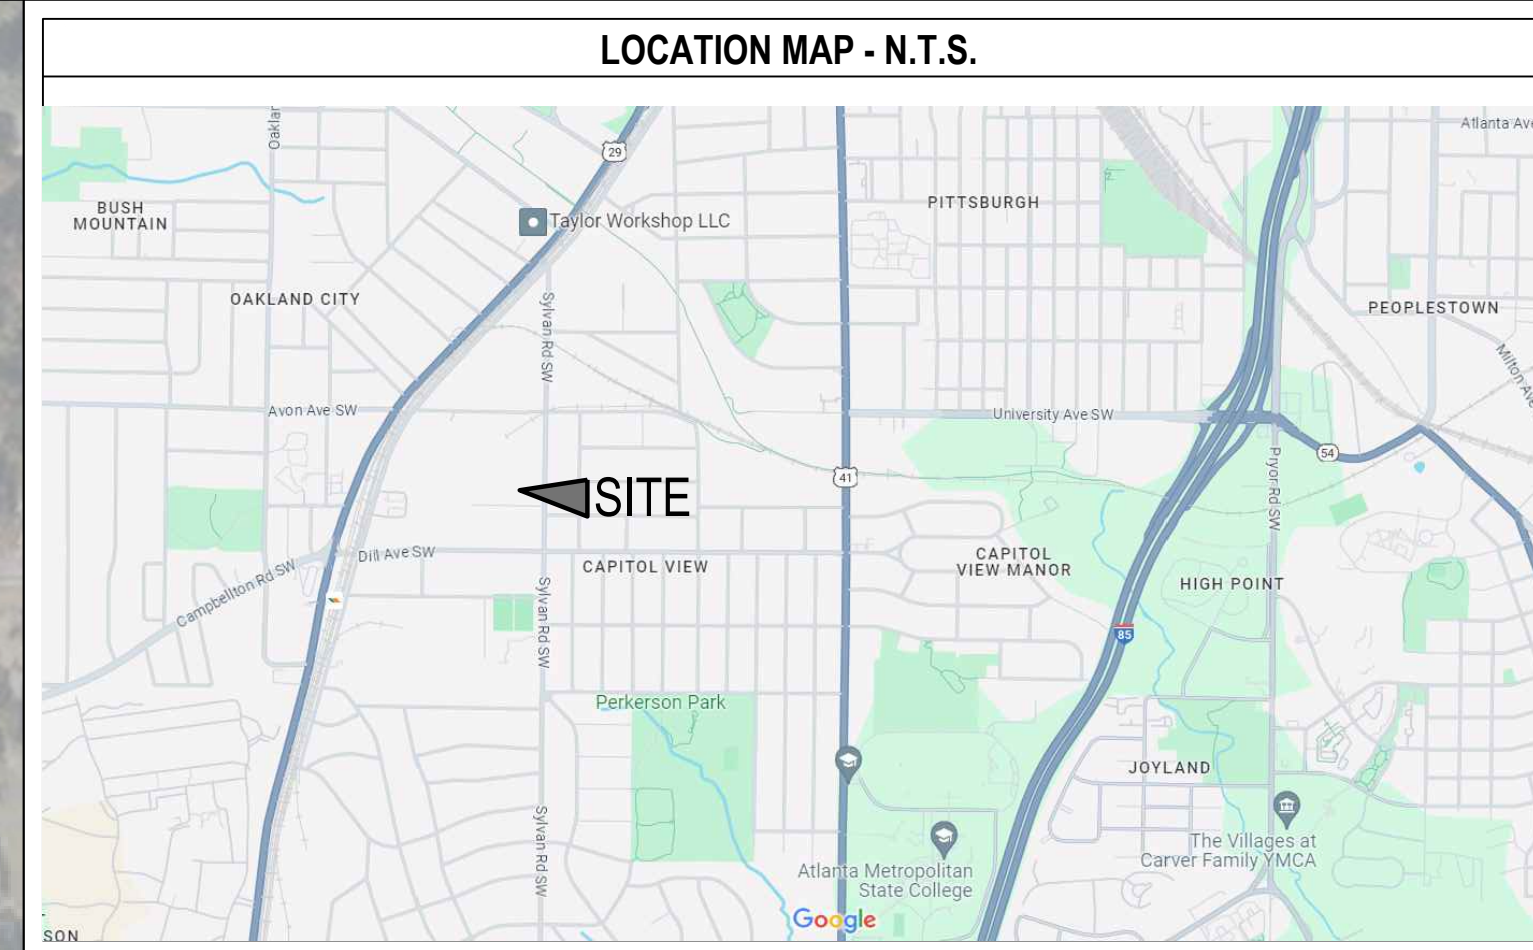 LOCATION MAP - N.T.S.
Oaklan
Atlanta Ave
29
BUSH
MOUNTAIN
Taylor Workshop LLC
PITTSBURGH
OAKLAND CITY
Sylvan Rd SW
PEOPLESTOWN
Milton Ave
Avon Ave SW
University Ave SW
54
41
Pryor Rd SW
SITE
Dill Ave SW
CAPITOL VIEW
CAPITOL
VIEW MANOR
HIGH POINT
Campbellton Rd SW
Sylvan Rd SW
85
Perkerson Park
JOYLAND
Sylvan Rd SW
The Villages at
Carver Family YMCA
Atlanta Metropolitan
State College
Google
SON